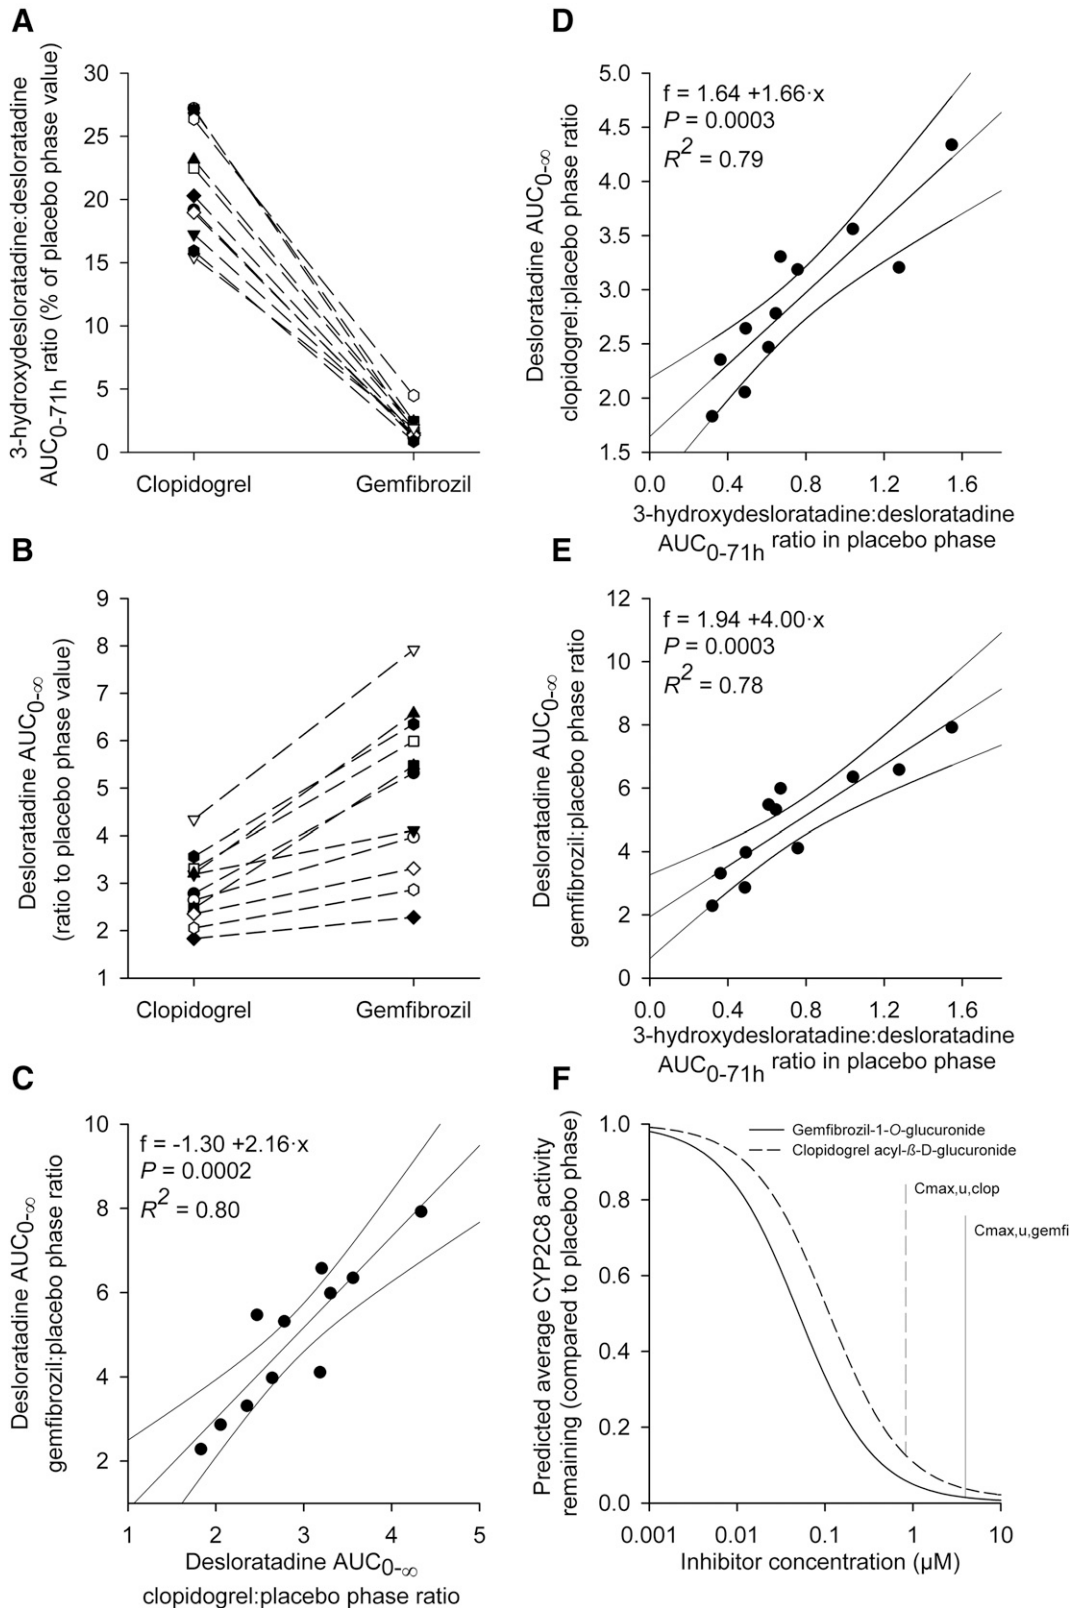 A
3-hydroxydesloratadine:desloratadine
AUC0-71h ratio (% of placebo phase value)
30
25
20
15
10
5
0
Clopidogrel
Gemfibrozil
B
Desloratadine AUC0-∞
(ratio to placebo phase value)
9
8
7
6
5
4
3
2
1
Clopidogrel
Gemfibrozil
C
Desloratadine AUC0-∞
gemfibrozil:placebo phase ratio
f = -1.30 +2.16·x
P = 0.0002
R2 = 0.80
10
8
6
4
2
1 2 3 4 5
Desloratadine AUC0-∞
clopidogrel:placebo phase ratio
D
Desloratadine AUC0-∞
clopidogrel:placebo phase ratio
f = 1.64 +1.66·x
P = 0.0003
R2 = 0.79
5.0
4.5
4.0
3.5
3.0
2.5
2.0
1.5
0.0 0.4 0.8 1.2 1.6
3-hydroxydesloratadine:desloratadine
AUC0-71h ratio in placebo phase
E
Desloratadine AUC0-∞
gemfibrozil:placebo phase ratio
f = 1.94 +4.00·x
P = 0.0003
R2 = 0.78
12
10
8
6
4
2
0
0.0 0.4 0.8 1.2 1.6
3-hydroxydesloratadine:desloratadine
AUC0-71h ratio in placebo phase
F
Predicted average CYP2C8 activity
remaining (compared to placebo phase)
Gemfibrozil-1-O-glucuronide
Clopidogrel acyl-ß-D-glucuronide
Cmax,u,clop
Cmax,u,gemfi
1.0
0.8
0.6
0.4
0.2
0.0
0.001 0.01 0.1 1 10
Inhibitor concentration (µM)